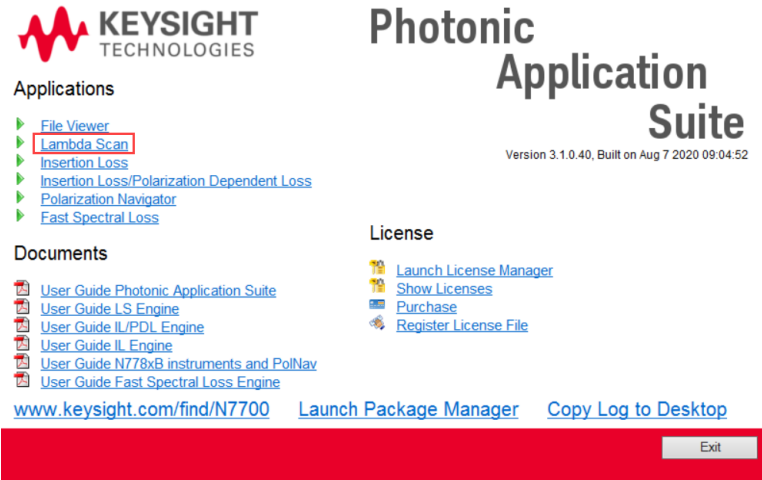 KEYSIGHT
TECHNOLOGIES
Photonic
Application
Suite
Version 3.1.0.40, Built on Aug 7 2020 09:04:52
Applications
File Viewer
Lambda Scan
Insertion Loss
Insertion Loss/Polarization Dependent Loss
Polarization Navigator
Fast Spectral Loss
Documents
User Guide Photonic Application Suite
User Guide LS Engine
User Guide IL/PDL Engine
User Guide IL Engine
User Guide N778xB instruments and PolNav
User Guide Fast Spectral Loss Engine
License
Launch License Manager
Show Licenses
Purchase
Register License File
www.keysight.com/find/N7700 Launch Package Manager Copy Log to Desktop
Exit